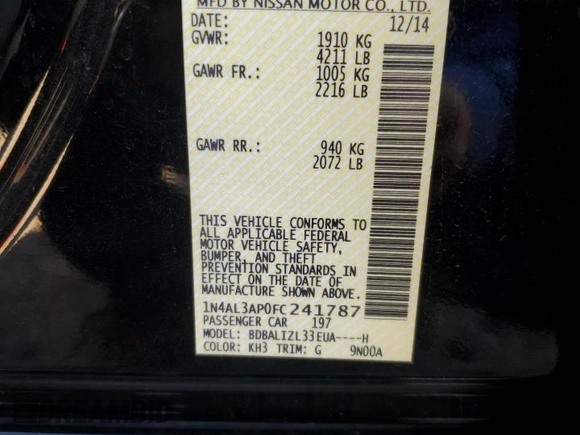 MFD BY NISSAN MOTOR CO., LTD.
DATE: 12/14
GVWR: 1910 KG
4211 LB
GAWR FR.: 1005 KG
2216 LB
GAWR RR.: 940 KG
2072 LB
THIS VEHICLE CONFORMS TO
ALL APPLICABLE FEDERAL
MOTOR VEHICLE SAFETY,
BUMPER, AND THEFT
PREVENTION STANDARDS IN
EFFECT ON THE DATE OF
MANUFACTURE SHOWN ABOVE.
1N4AL3AP0FC241787
PASSENGER CAR 197
MODEL: BDBALIZL33EUA----H
COLOR: KH3 TRIM: G 9N00A